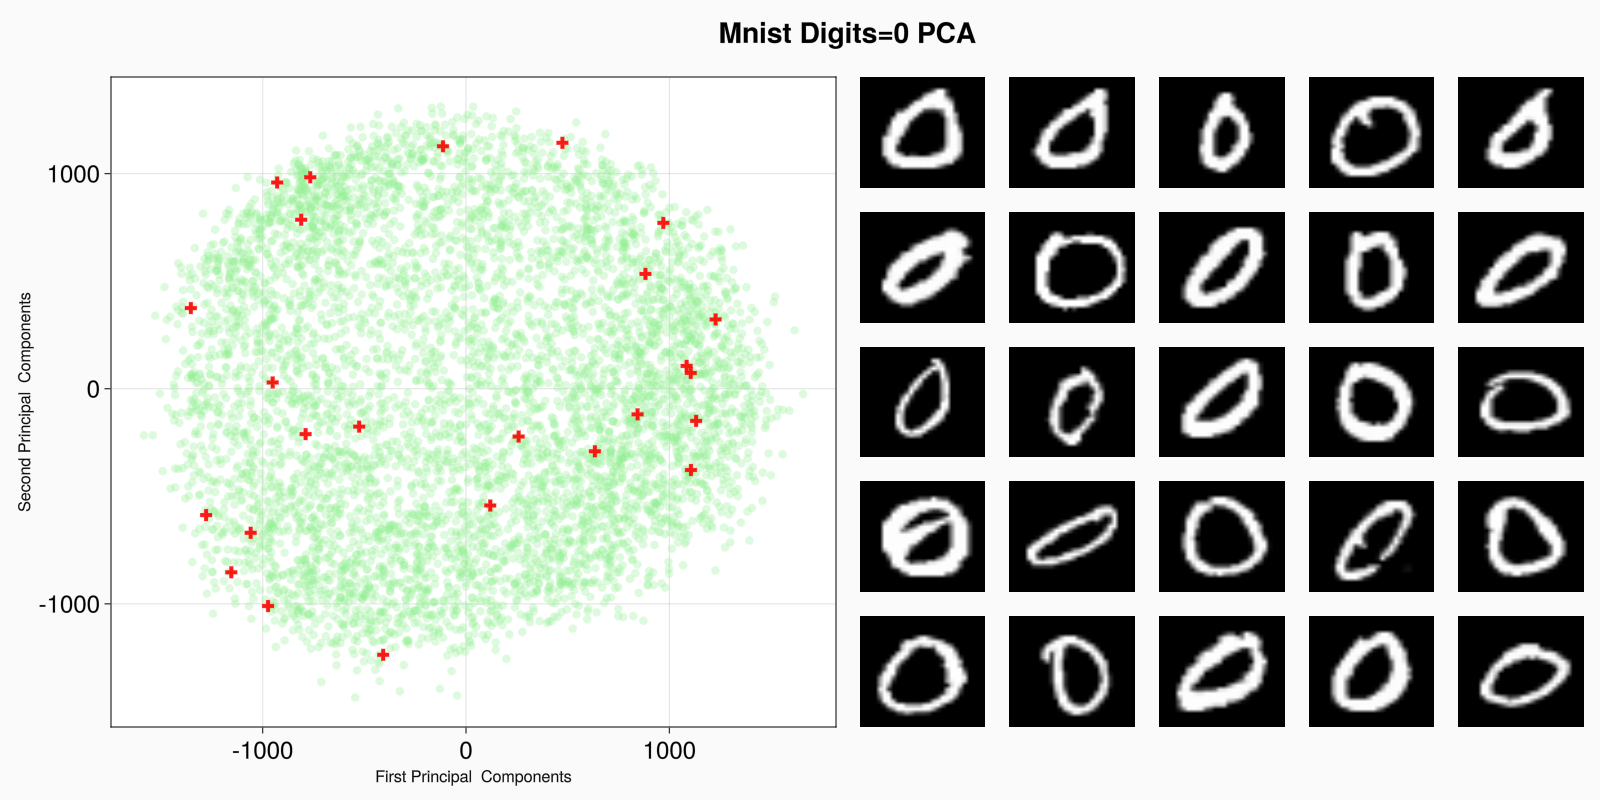 Mnist Digits=0 PCA
1000
0
-1000
Second Principal  Components
-1000
0
1000
First Principal  Components